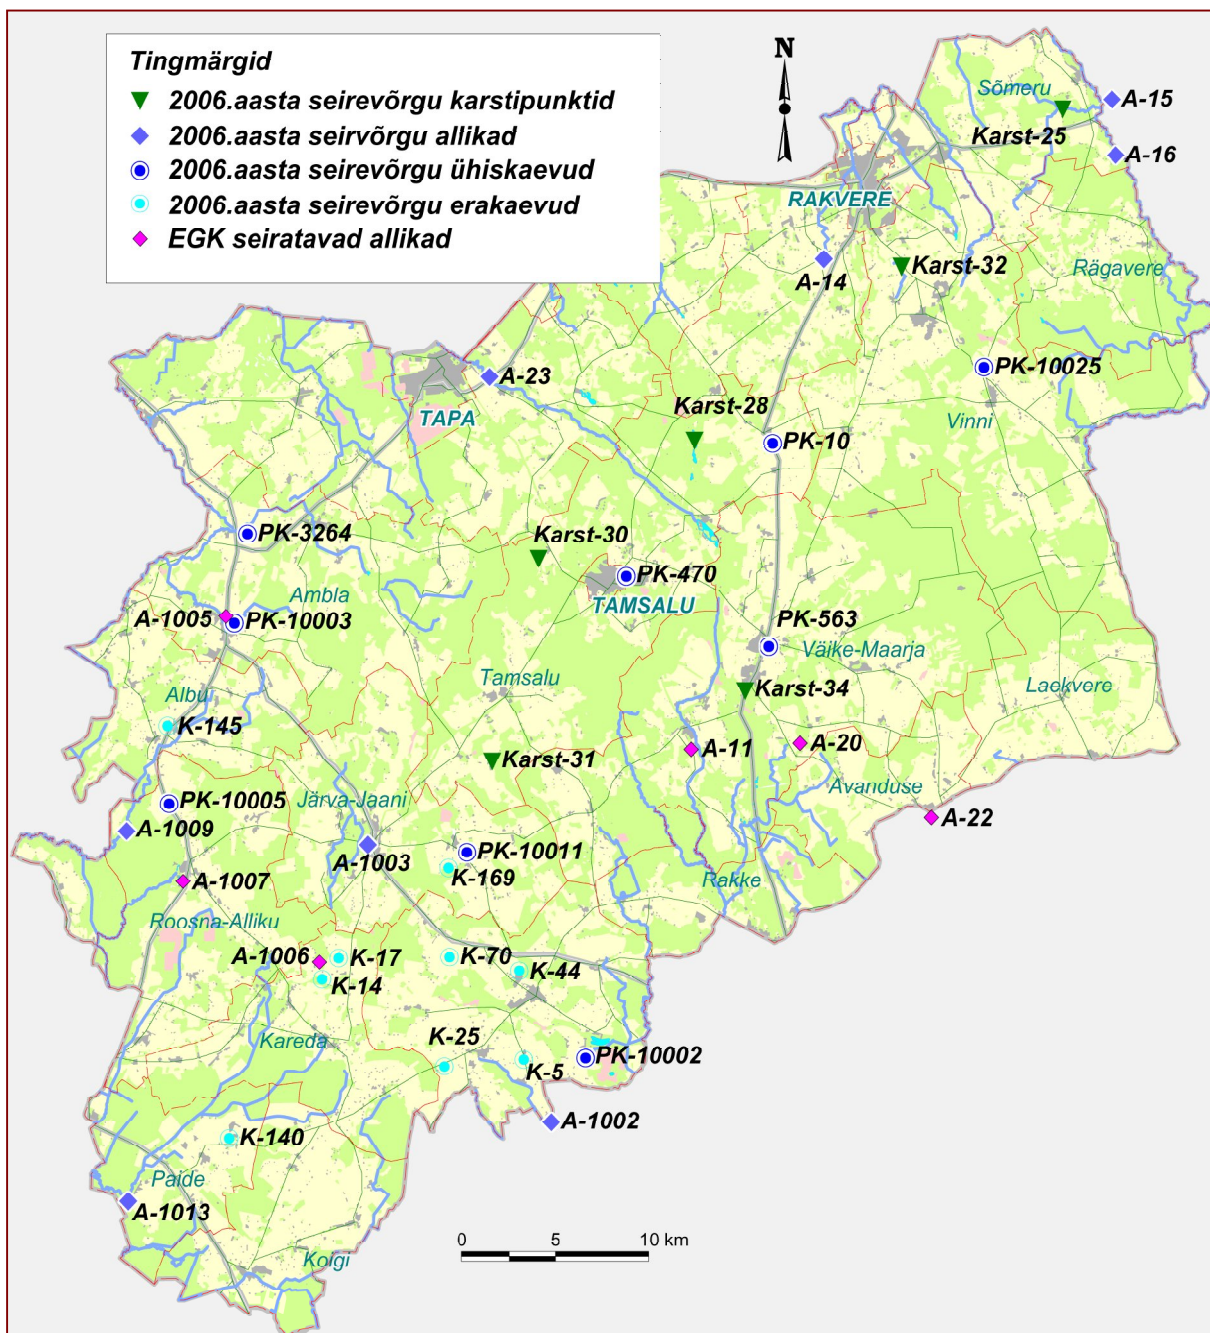 Tingmärgid
2006.aasta seirevõrgu karstipunktid
2006.aasta seirvõrgu allikad
2006.aasta seirevõrgu ühiskaevud
2006.aasta seirevõrgu erakaevud
EGK seiratavad allikad
N
Sõmeru
A-15
Karst-25
A-16
RAKVERE
Karst-32
Rägavere
A-14
A-23
PK-10025
TAPA
Karst-28
Vinni
PK-10
PK-3264
Karst-30
PK-470
Ambla
TAMSALU
A-1005
PK-10003
PK-563
Väike-Maarja
Tamsalu
Laekvere
Albu
Karst-34
K-145
A-11
A-20
Karst-31
Avanduse
PK-10005
Järva-Jaani
A-22
A-1009
A-1003
PK-10011
K-169
A-1007
Rakke
Roosna-Alliku
A-1006
K-17
K-70
K-44
K-14
Kareda
K-25
PK-10002
K-5
A-1002
K-140
Paide
A-1013
Koigi
0 5 10 km